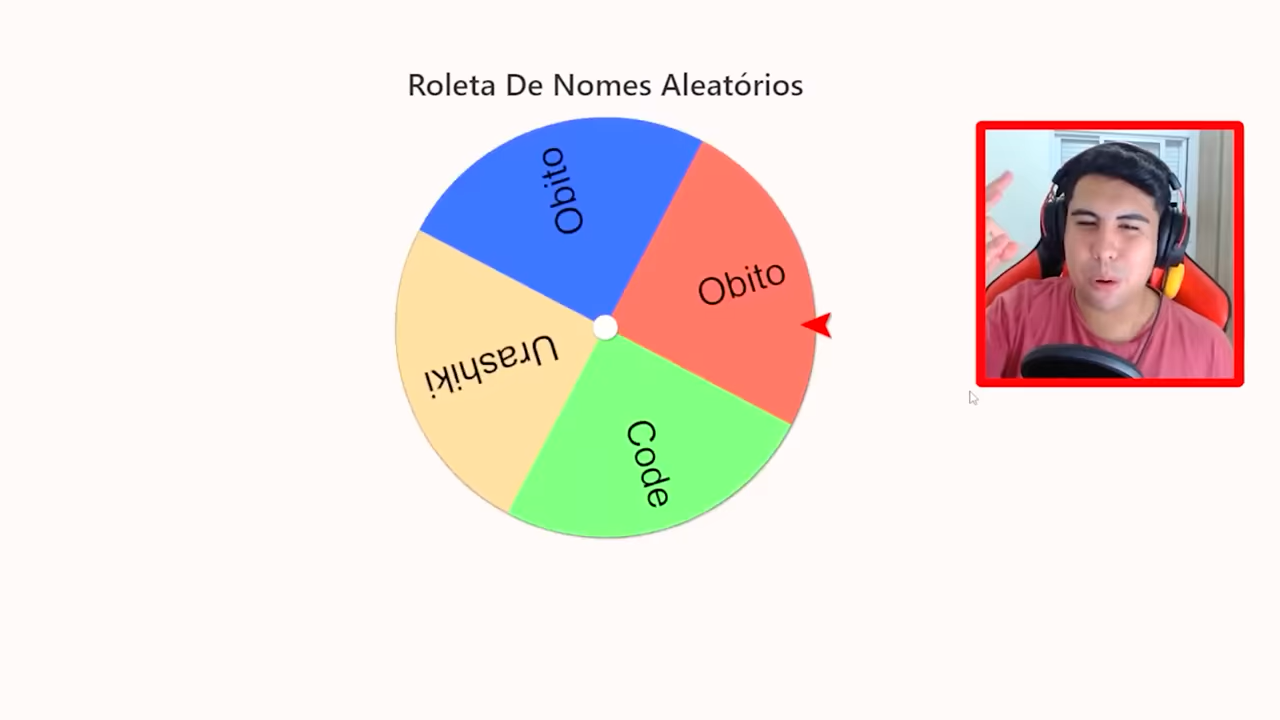 Roleta De Nomes Aleatórios
Obito
Obito
Urashiki
Code